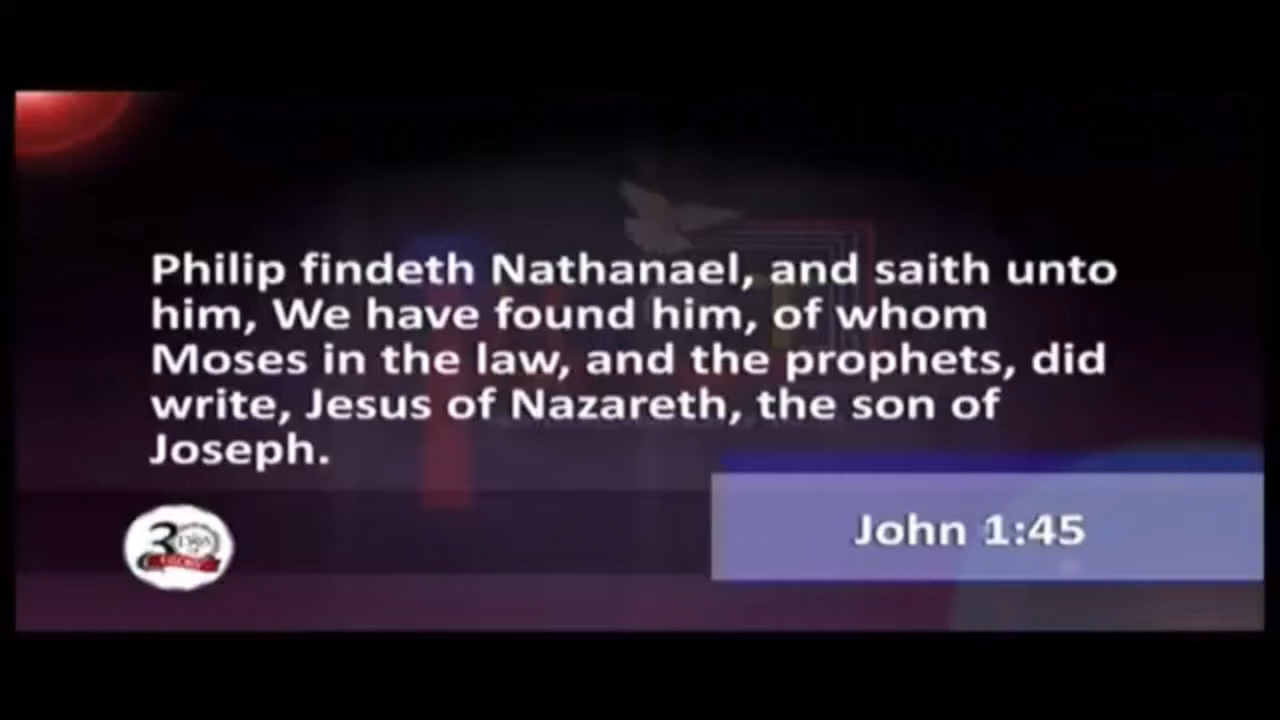 Philip findeth Nathanael, and saith unto
him, We have found him, of whom
Moses in the law, and the prophets, did
write, Jesus of Nazareth, the son of
Joseph.
John 1:45